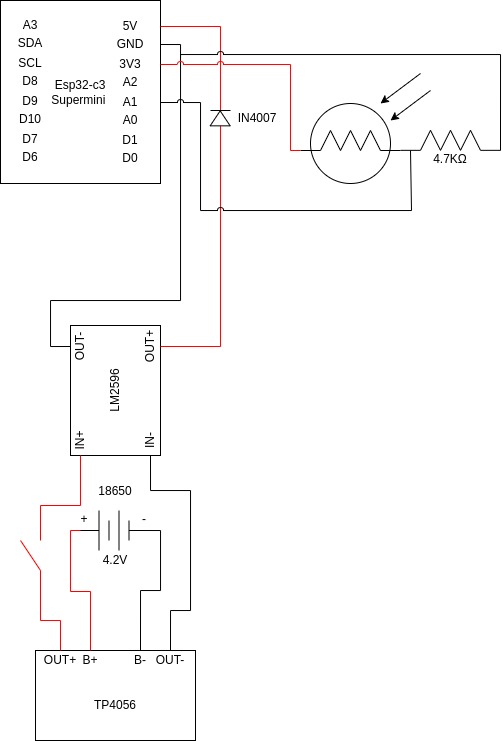 A3 5V
SDA GND
SCL 3V3
D8 A2
Esp32-c3
Supermini
D9 A1
D10 A0
D7 D1
D6 D0
IN4007
4.7KΩ
OUT- OUT+
LM2596
IN+ IN-
18650
+ -
4.2V
OUT+ B+ B- OUT-
TP4056